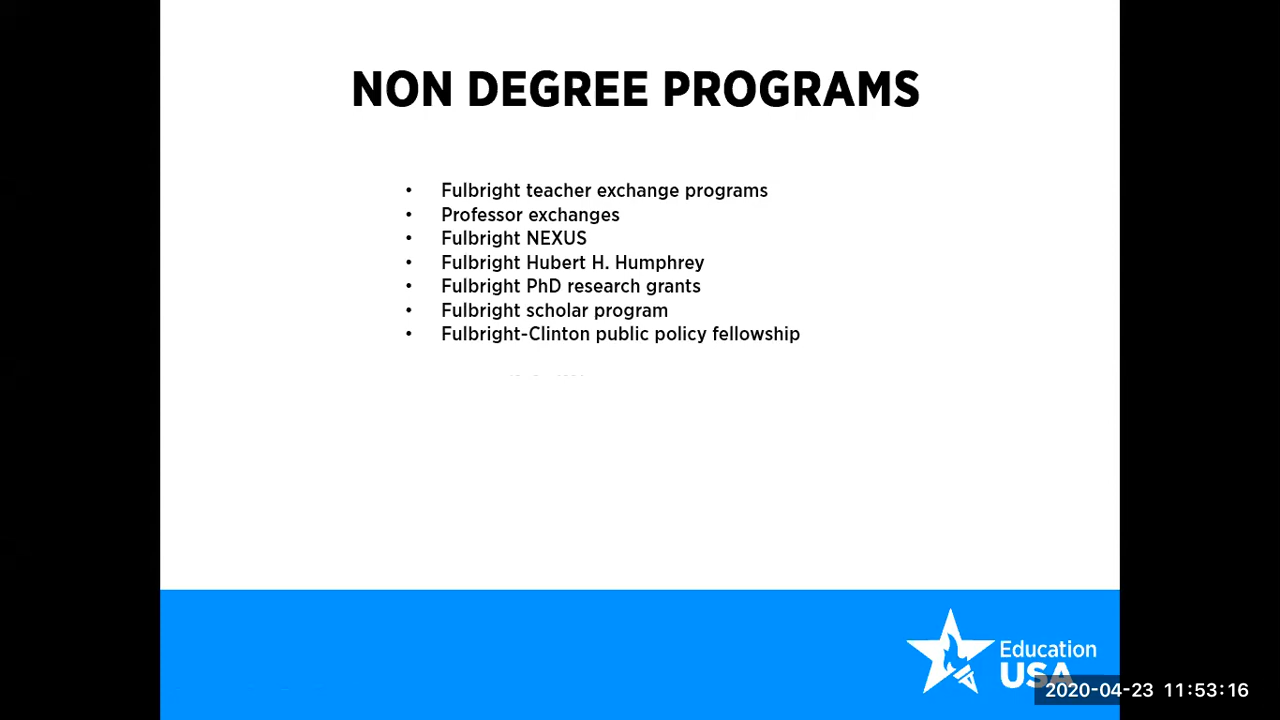 NON DEGREE PROGRAMS
• Fulbright teacher exchange programs
• Professor exchanges
• Fulbright NEXUS
• Fulbright Hubert H. Humphrey
• Fulbright PhD research grants
• Fulbright scholar program
• Fulbright-Clinton public policy fellowship
Education
USA
2020-04-23 11:53:16